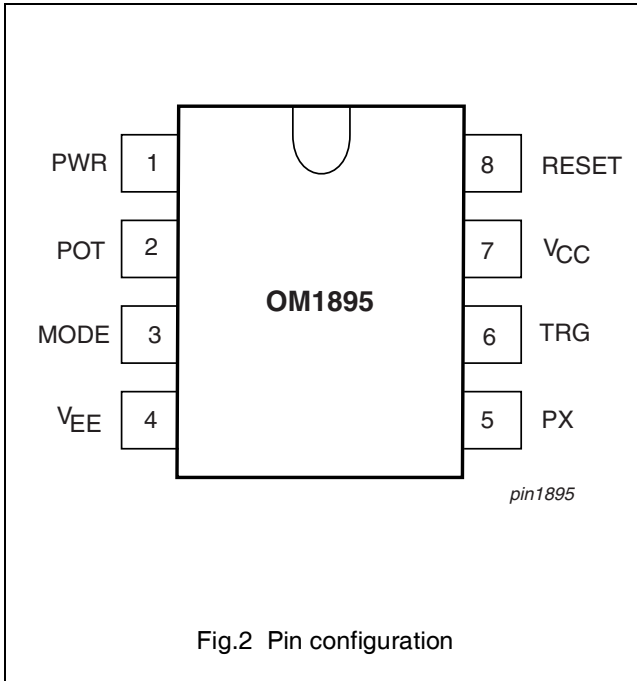 PWR 1 8 RESET
POT 2 7 VCC
OM1895
MODE 3 6 TRG
VEE 4 5 PX
pin1895
Fig.2 Pin configuration